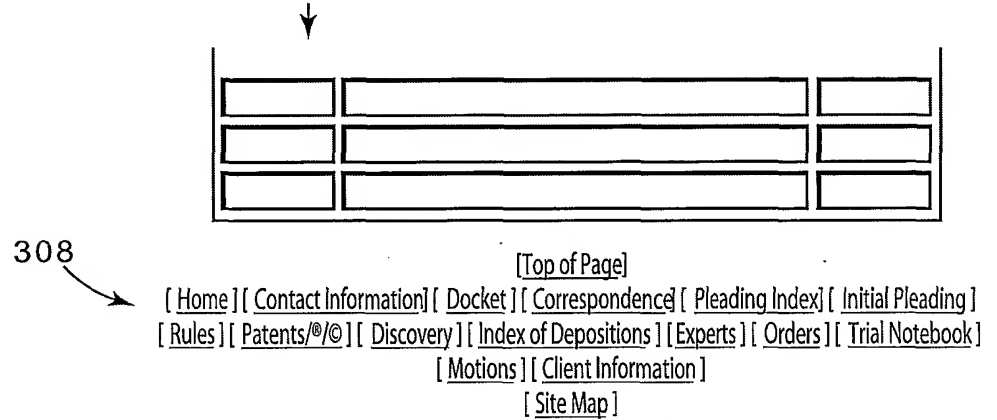 308
[Top of Page]
[ Home ] [ Contact Information] [ Docket ] [ Correspondence] [ Pleading Index] [ Initial Pleading ]
[ Rules ] [ Patents/®/© ] [ Discovery ] [ Index of Depositions ] [Experts ] [ Orders ] [ Trial Notebook ]
[ Motions ] [ Client Information ]
[ Site Map ]